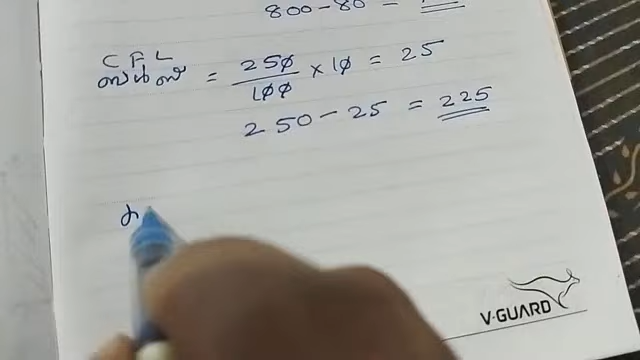 800 - 80 =
CFL
ബൾബ് = 250/100 × 10 = 25
250 - 25 = 225
V-GUARD